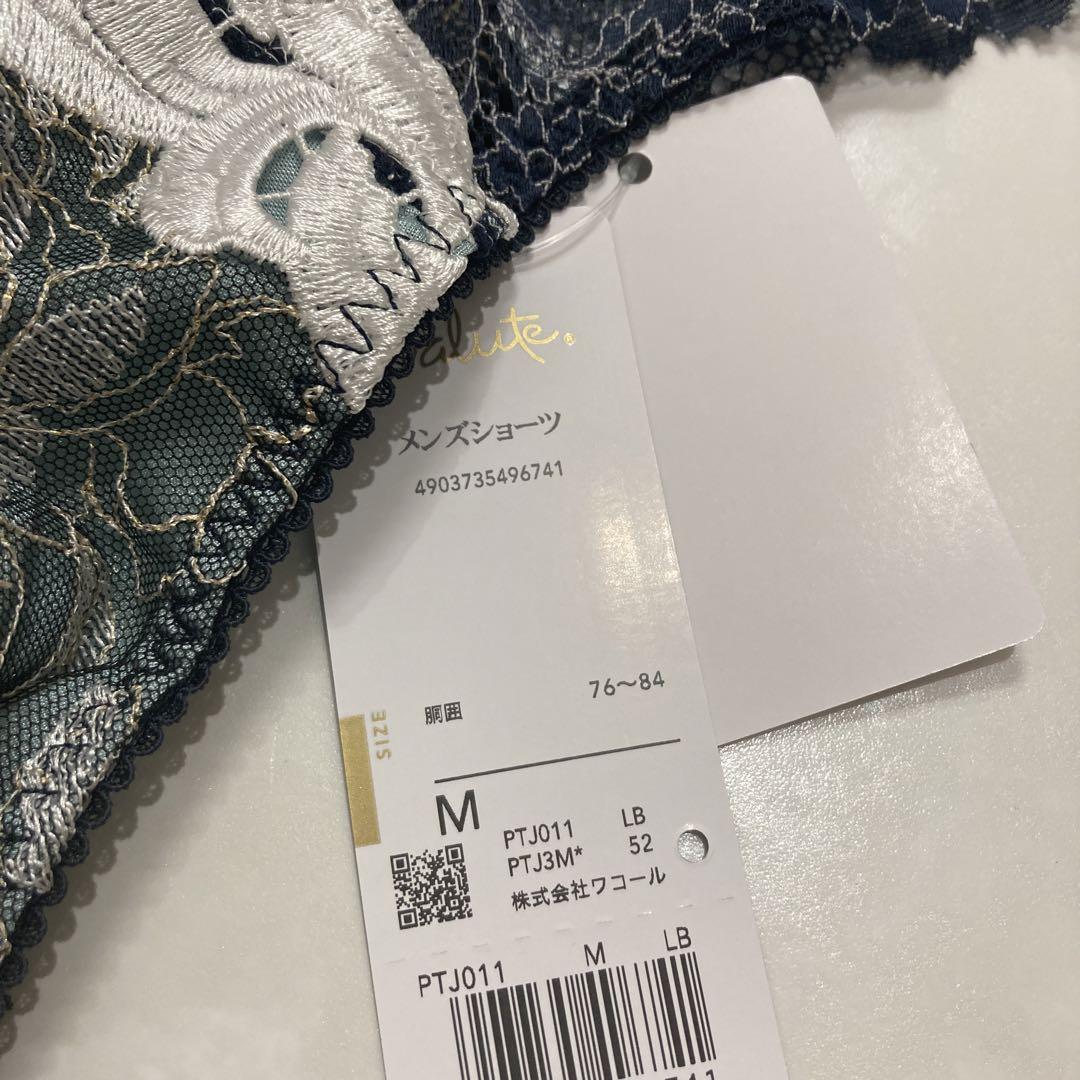 alute.®
メンズショーツ
4903735496741
SIZE
胴囲 76～84
M
PTJ011 LB
PTJ3M* 52
株式会社ワコール
PTJ011 M LB